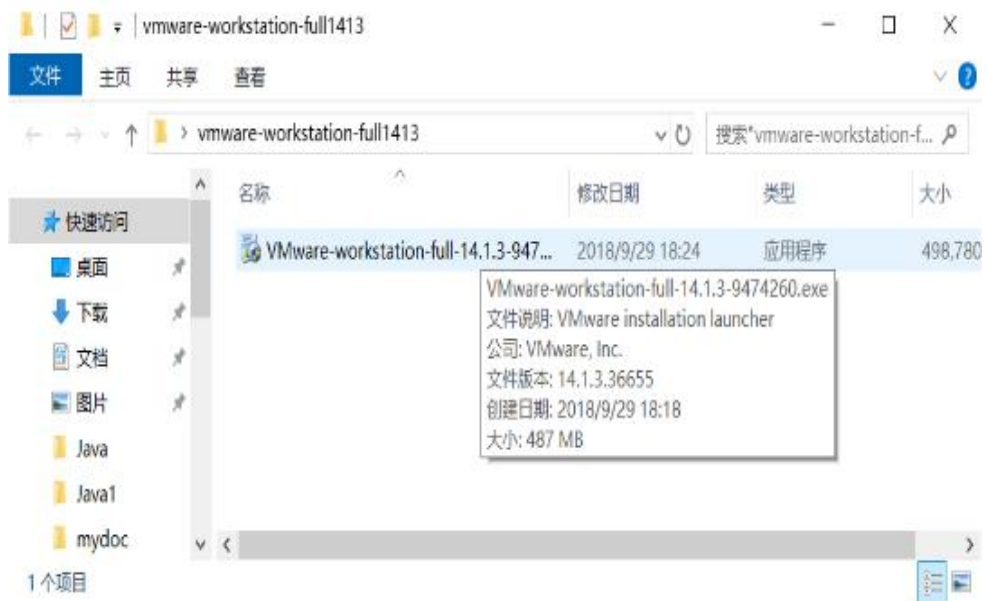 vmware-workstation-full1413
文件 主页 共享 查看
vmware-workstation-full1413 搜索"vmware-workstation-f...
名称 修改日期 类型 大小
快速访问
VMware-workstation-full-14.1.3-947... 2018/9/29 18:24 应用程序 498,780
桌面
VMware-workstation-full-14.1.3-9474260.exe
下载
文件说明: VMware installation launcher
公司: VMware, Inc.
文档
文件版本: 14.1.3.36655
图片
创建日期: 2018/9/29 18:18
大小: 487 MB
Java
Java1
mydoc
1 个项目